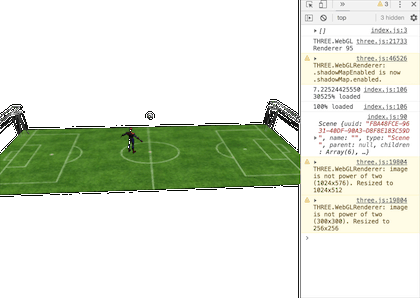 top
3 hidden
3
[]
index.js:3
THREE.WebGL three.js:21733
Renderer 95
three.js:46526
THREE.WebGLRenderer:
.shadowMapEnabled is now
.shadowMap.enabled.
7.22524425550 index.js:106
30525% loaded
100% loaded index.js:106
index.js:90
Scene {uuid: "FBA48FCE-96
31-40DF-90A3-D8F8E183C59D
", name: "", type: "Scene
", parent: null, children
: Array(6), …}
three.js:19804
THREE.WebGLRenderer: image
is not power of two
(1024x576). Resized to
1024x512
three.js:19804
THREE.WebGLRenderer: image
is not power of two
(300x300). Resized to
256x256